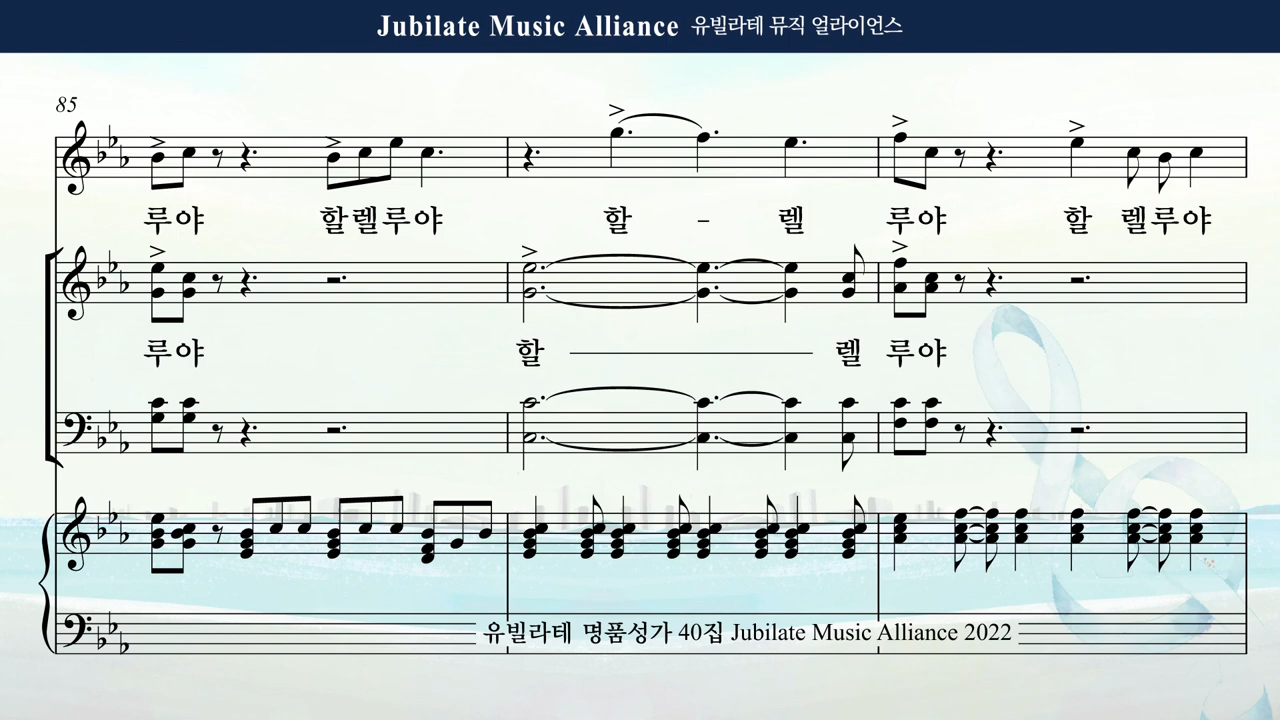 Jubilate Music Alliance 유빌라테 뮤직 얼라이언스
85
루야 할렐루야 할 - 렐 루야 할 렐루야
루야 할 렐 루야
유빌라테 명품성가 40집 Jubilate Music Alliance 2022